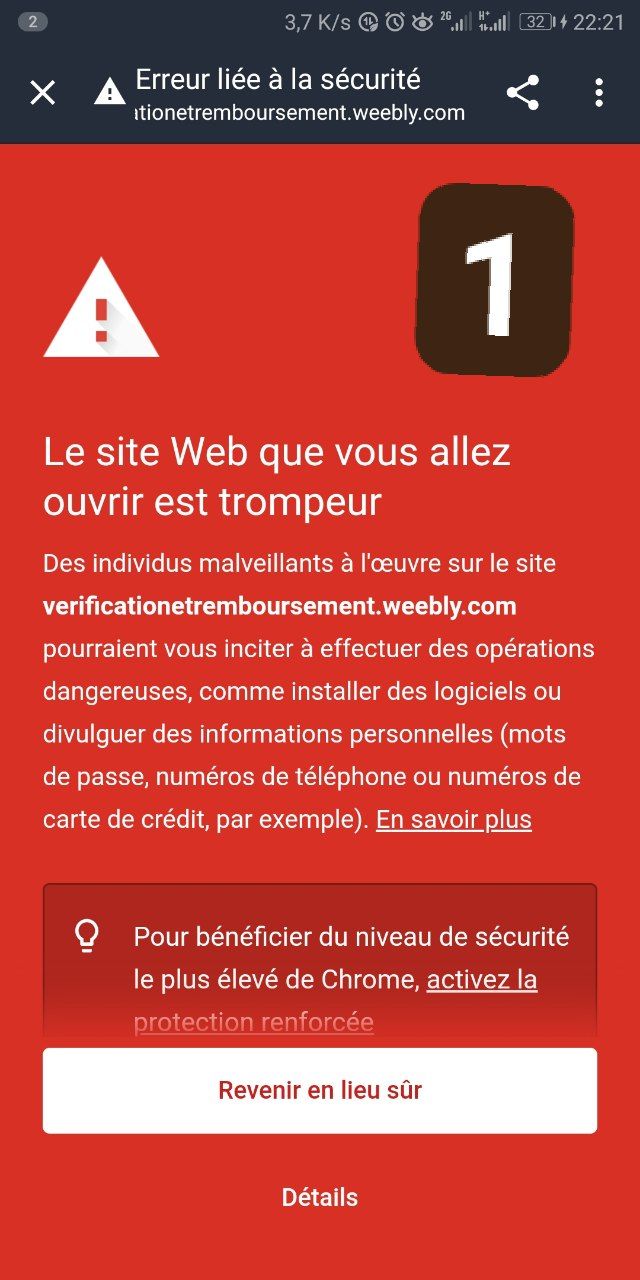 2
3,7 K/s
2G
H+
32
22:21
Erreur liée à la sécurité
ationetremboursement.weebly.com
1
!
Le site Web que vous allez
ouvrir est trompeur
Des individus malveillants à l'œuvre sur le site
verificationetremboursement.weebly.com
pourraient vous inciter à effectuer des opérations
dangereuses, comme installer des logiciels ou
divulguer des informations personnelles (mots
de passe, numéros de téléphone ou numéros de
carte de crédit, par exemple). En savoir plus
Pour bénéficier du niveau de sécurité
le plus élevé de Chrome, activez la
protection renforcée
Revenir en lieu sûr
Détails